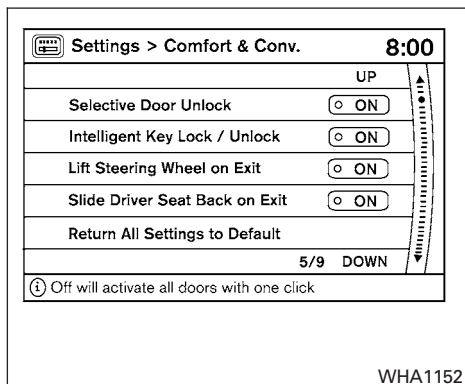 Settings > Comfort & Conv. 8:00
UP
Selective Door Unlock ON
Intelligent Key Lock / Unlock ON
Lift Steering Wheel on Exit ON
Slide Driver Seat Back on Exit ON
Return All Settings to Default
5/9 DOWN
i Off will activate all doors with one click
WHA1152